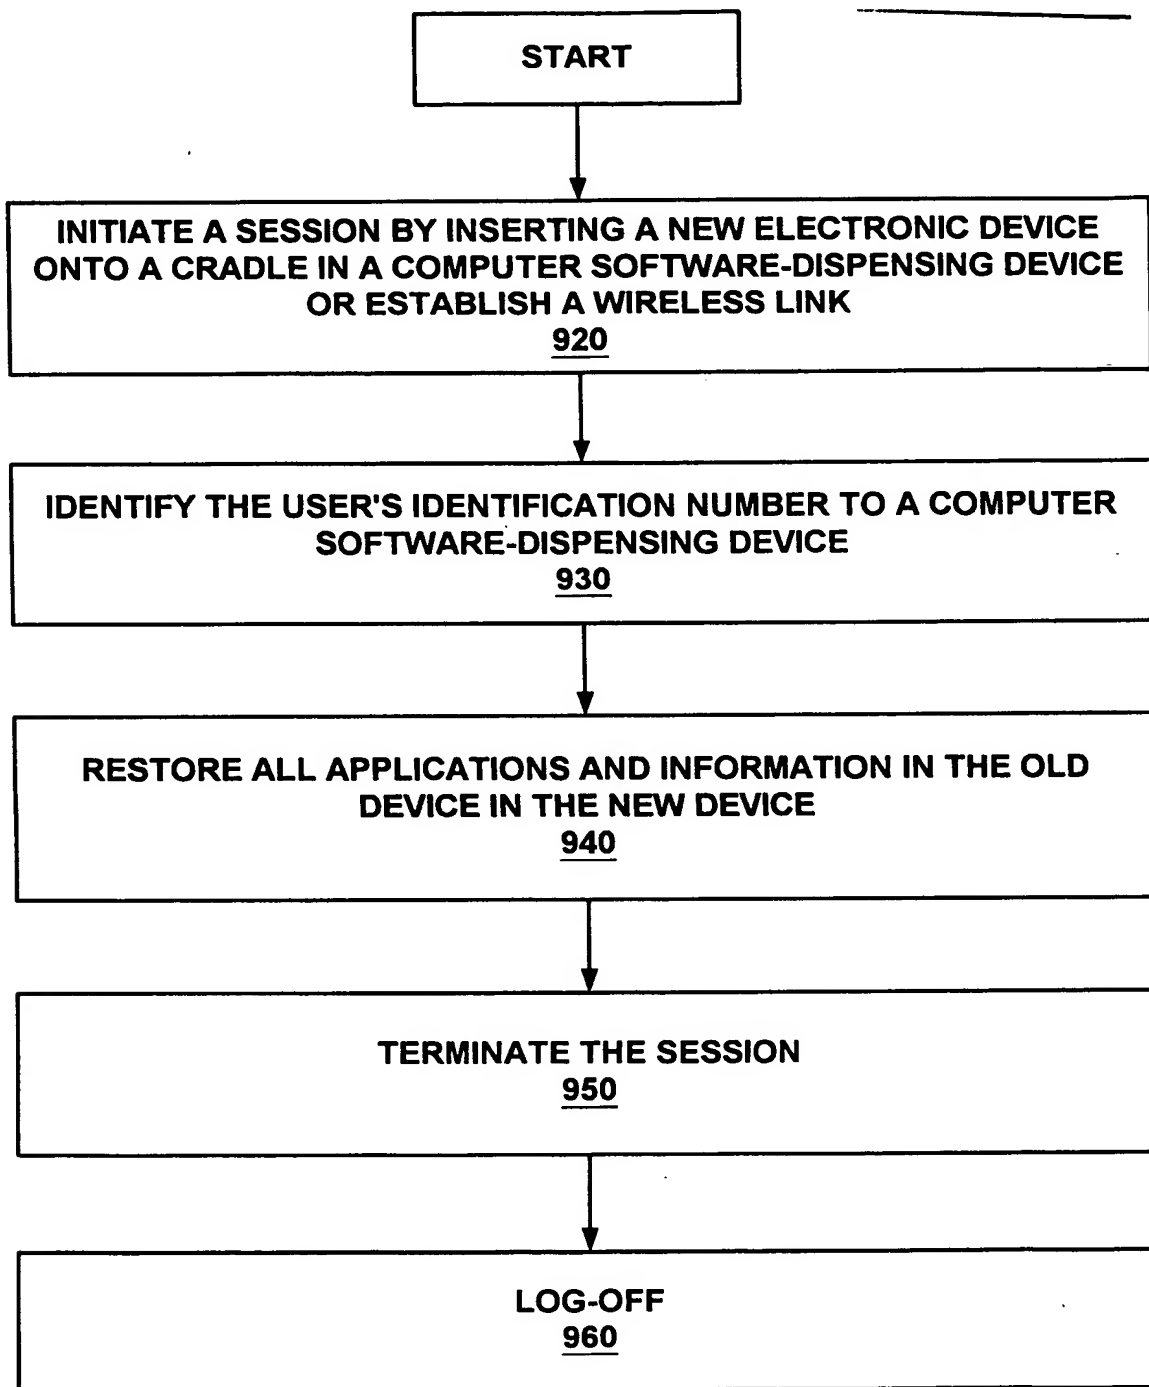 START
INITIATE A SESSION BY INSERTING A NEW ELECTRONIC DEVICE
ONTO A CRADLE IN A COMPUTER SOFTWARE-DISPENSING DEVICE
OR ESTABLISH A WIRELESS LINK
920
IDENTIFY THE USER'S IDENTIFICATION NUMBER TO A COMPUTER
SOFTWARE-DISPENSING DEVICE
930
RESTORE ALL APPLICATIONS AND INFORMATION IN THE OLD
DEVICE IN THE NEW DEVICE
940
TERMINATE THE SESSION
950
LOG-OFF
960